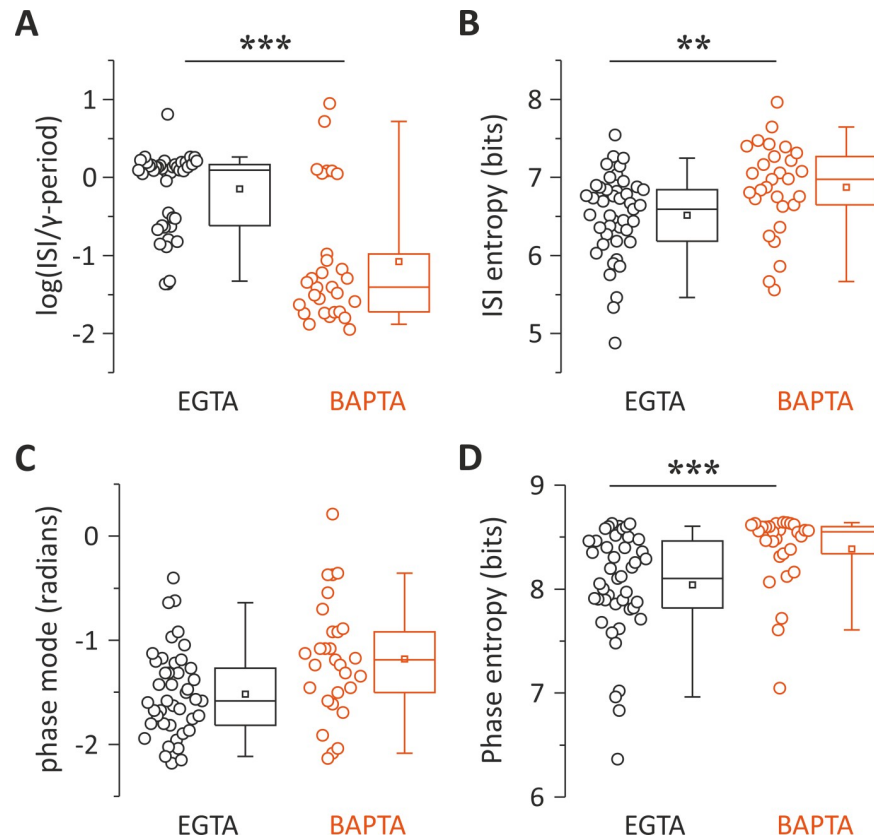 A
***
log(ISI/γ-period)
1
0
-1
-2
EGTA
BAPTA
B
**
ISI entropy (bits)
8
7
6
5
EGTA
BAPTA
C
phase mode (radians)
0
-1
-2
EGTA
BAPTA
D
***
Phase entropy (bits)
9
8
7
6
EGTA
BAPTA